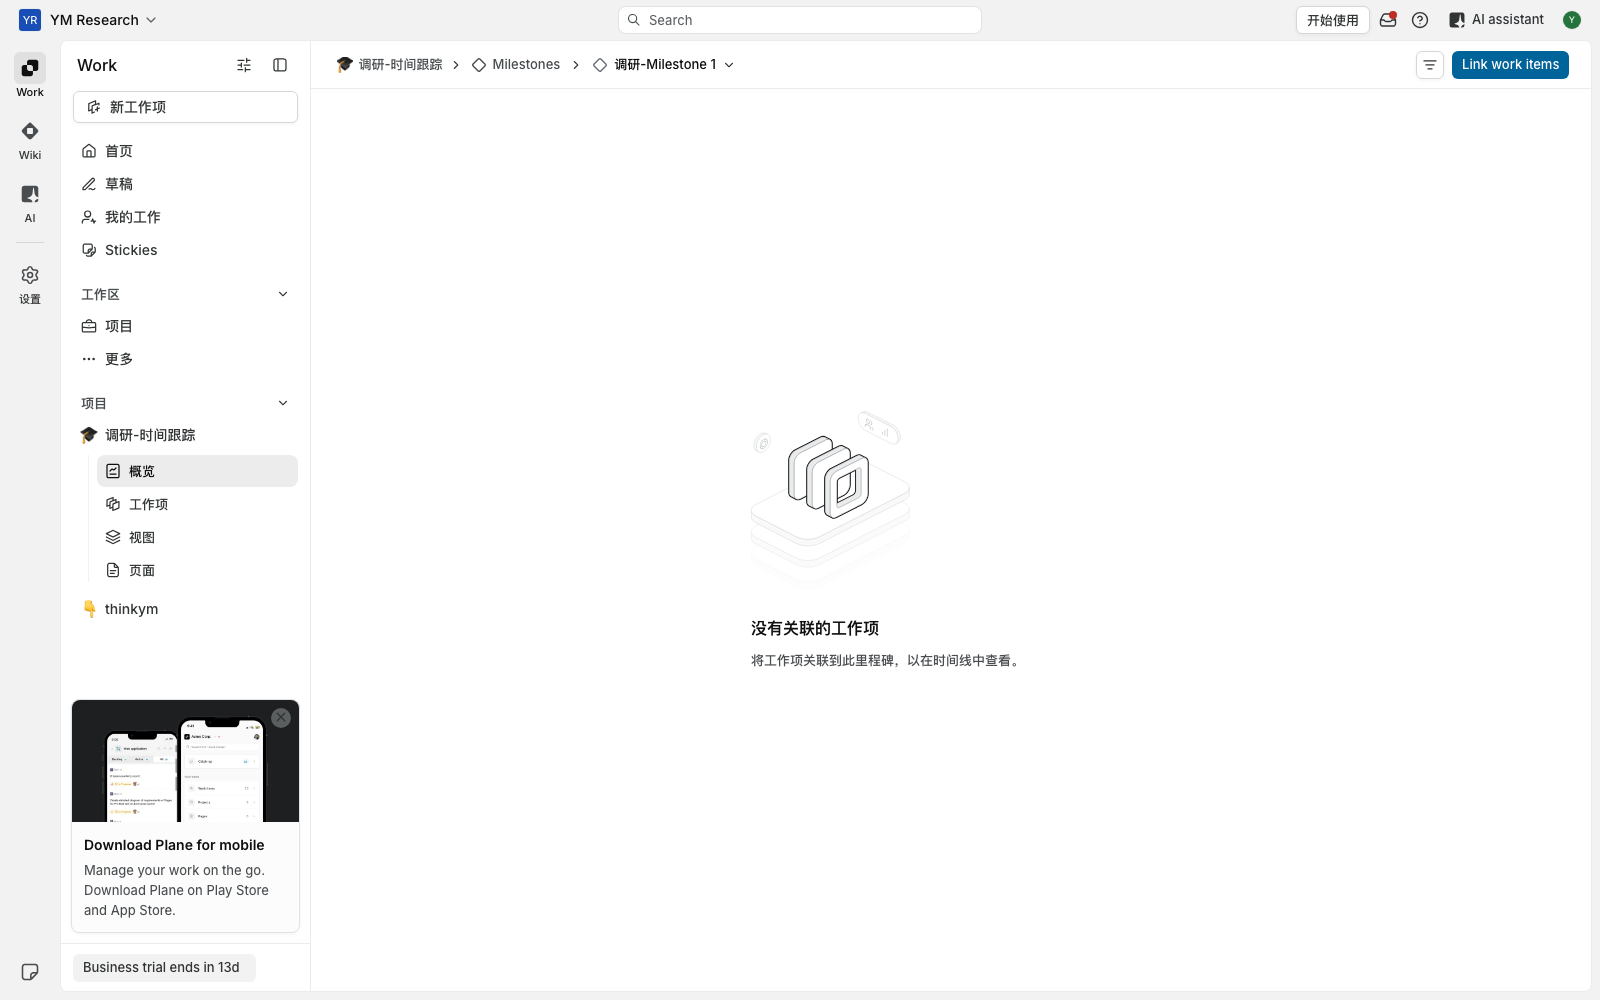 YR
YM Research
Search
开始使用
AI assistant
Y
Work
Wiki
AI
设置
Work
新工作项
首页
草稿
我的工作
Stickies
工作区
项目
更多
项目
调研-时间跟踪
概览
工作项
视图
页面
thinkym
Download Plane for mobile
Manage your work on the go.
Download Plane on Play Store
and App Store.
Business trial ends in 13d
调研-时间跟踪
Milestones
调研-Milestone 1
Link work items
没有关联的工作项
将工作项关联到此里程碑，以在时间线中查看。